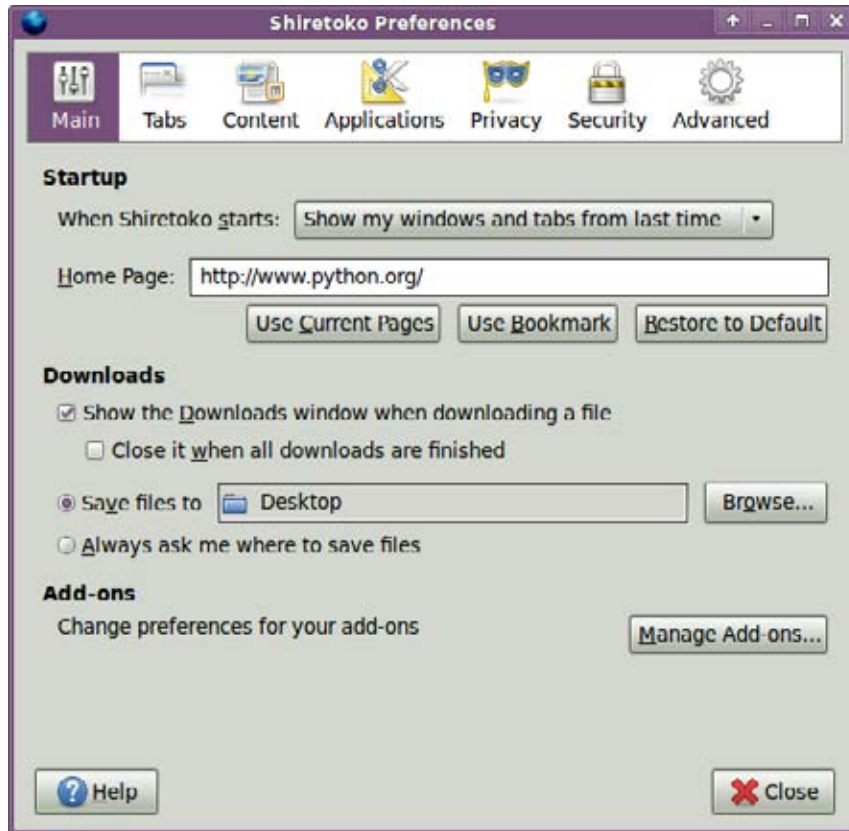 Shiretoko Preferences
Main Tabs Content Applications Privacy Security Advanced
Startup
When Shiretoko starts: Show my windows and tabs from last time
Home Page: http://www.python.org/
Use Current Pages Use Bookmark Restore to Default
Downloads
Show the Downloads window when downloading a file
Close it when all downloads are finished
Save files to Desktop Browse...
Always ask me where to save files
Add-ons
Change preferences for your add-ons Manage Add-ons...
Help Close